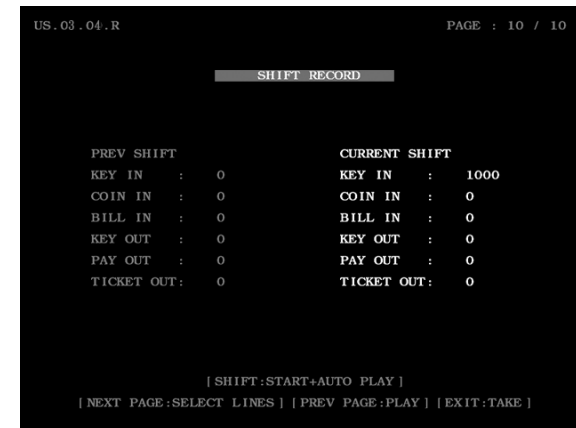 US.03.04.R PAGE : 10 / 10
SHIFT RECORD
PREV SHIFT CURRENT SHIFT
KEY IN : 0 KEY IN : 1000
COIN IN : 0 COIN IN : 0
BILL IN : 0 BILL IN : 0
KEY OUT : 0 KEY OUT : 0
PAY OUT : 0 PAY OUT : 0
TICKET OUT: 0 TICKET OUT: 0
[SHIFT:START+AUTO PLAY]
[NEXT PAGE:SELECT LINES] [PREV PAGE:PLAY] [EXIT:TAKE]